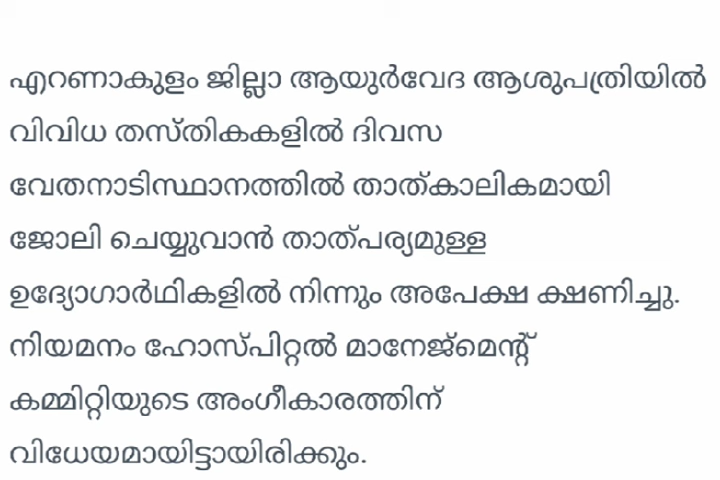 എറണാകുളം ജില്ലാ ആയുർവേദ ആശുപത്രിയിൽ
വിവിധ തസ്തികകളിൽ ദിവസ
വേതനാടിസ്ഥാനത്തിൽ താത്കാലികമായി
ജോലി ചെയ്യുവാൻ താത്പര്യമുള്ള
ഉദ്യോഗാർഥികളിൽ നിന്നും അപേക്ഷ ക്ഷണിച്ചു.
നിയമനം ഹോസ്പിറ്റൽ മാനേജ്മെന്റ്
കമ്മിറ്റിയുടെ അംഗീകാരത്തിന്
വിധേയമായിട്ടായിരിക്കും.